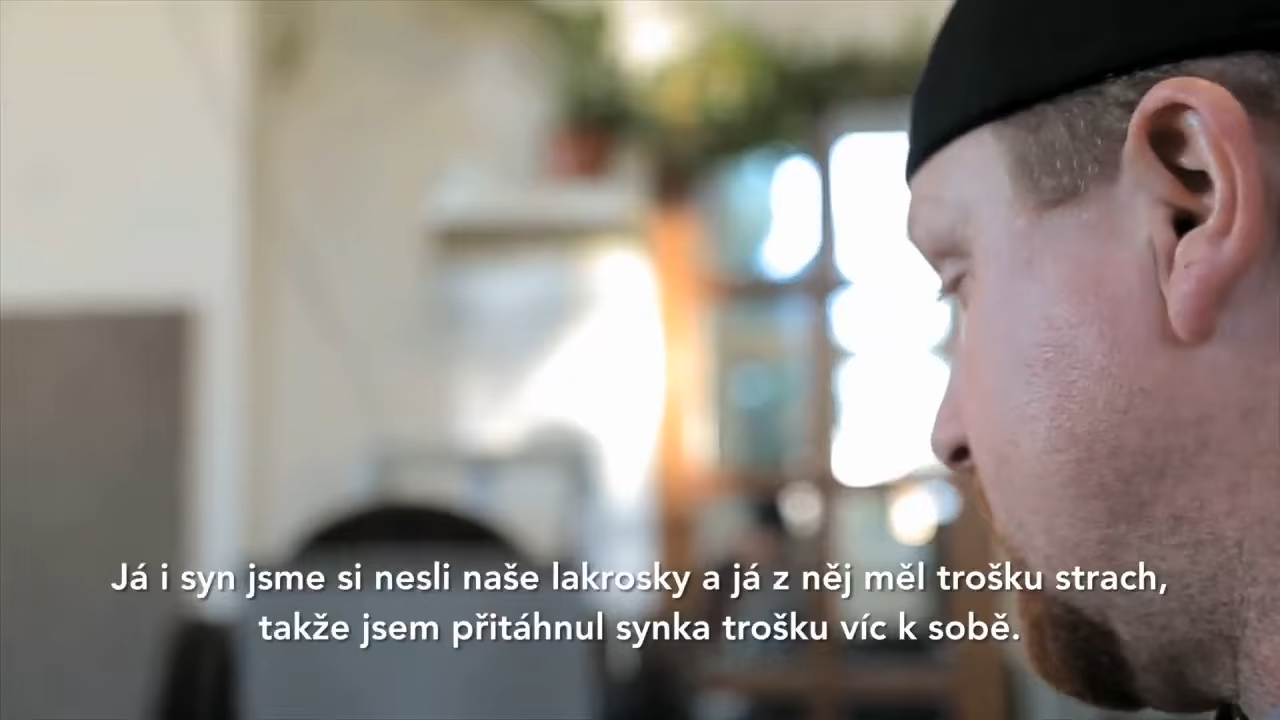 Já i syn jsme si nesli naše lakrosky a já z něj měl trošku strach,
takže jsem přitáhnul synka trošku víc k sobě.